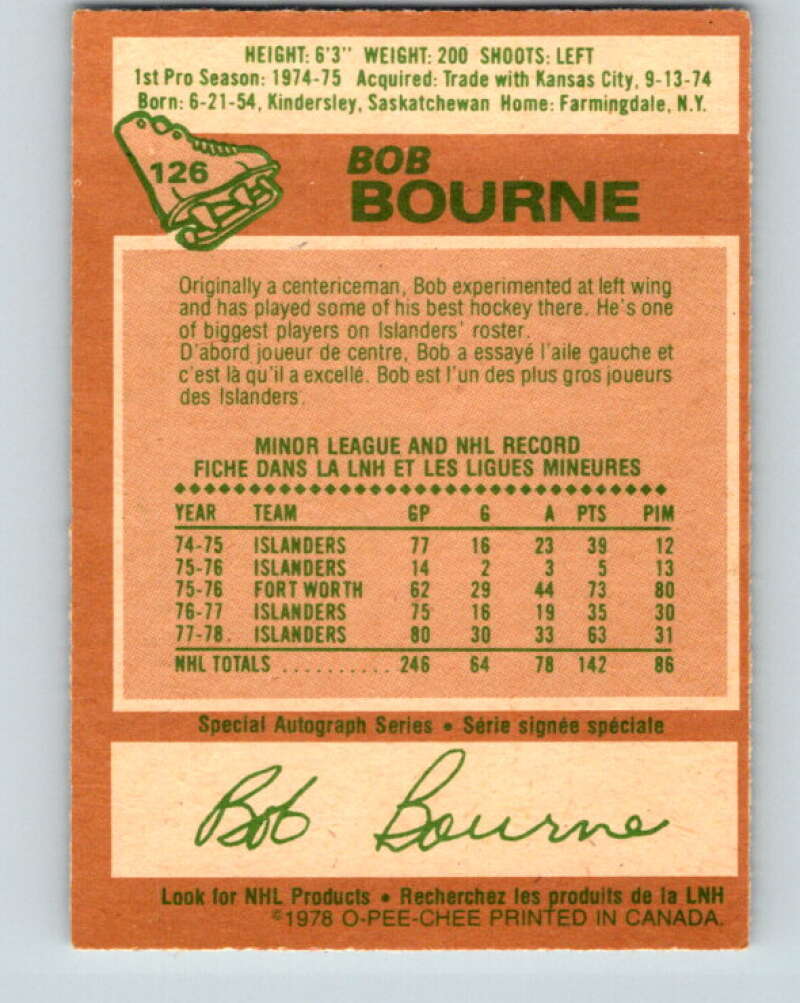 HEIGHT: 6'3" WEIGHT: 200 SHOOTS: LEFT
1st Pro Season: 1974-75 Acquired: Trade with Kansas City, 9-13-74
Born: 6-21-54, Kindersley, Saskatchewan Home: Farmingdale, N.Y.
126
BOB
BOURNE
Originally a centericeman, Bob experimented at left wing
and has played some of his best hockey there. He's one
of biggest players on Islanders' roster.
D'abord joueur de centre, Bob a essayé l'aile gauche et
c'est là qu'il a excellé. Bob est l'un des plus gros joueurs
des Islanders.
MINOR LEAGUE AND NHL RECORD
FICHE DANS LA LNH ET LES LIGUES MINEURES
YEAR TEAM GP G A PTS PIM
74-75 ISLANDERS 77 16 23 39 12
75-76 ISLANDERS 14 2 3 5 13
75-76 FORT WORTH 62 29 44 73 80
76-77 ISLANDERS 75 16 19 35 30
77-78. ISLANDERS 80 30 33 63 31
NHL TOTALS .......... 246 64 78 142 86
Special Autograph Series • Série signée spéciale
Bob Bourne
Look for NHL Products • Recherchez les produits de la LNH
©1978 O-PEE-CHEE PRINTED IN CANADA.